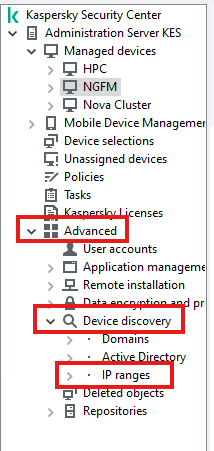 Kaspersky Security Center
Administration Server KES
Managed devices
HPC
NGFM
Nova Cluster
Mobile Device Managemen
Device selections
Unassigned devices
Policies
Tasks
Kaspersky Licenses
Advanced
User accounts
Application manageme
Remote installation
Data encryption and pr
Device discovery
Domains
Active Directory
IP ranges
Deleted objects
Repositories